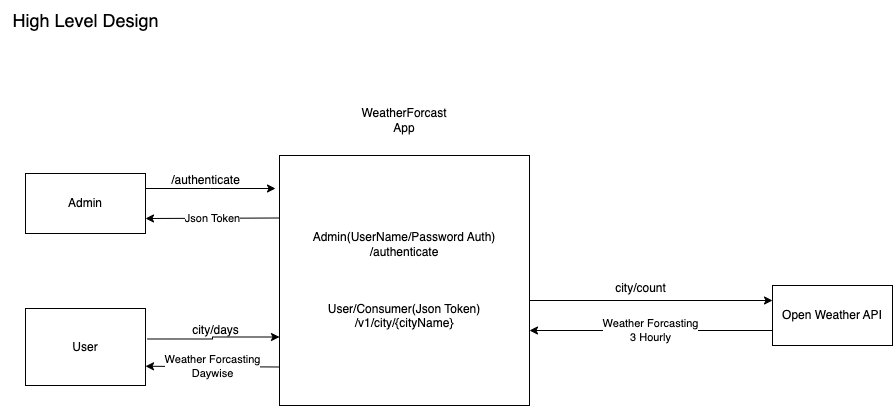 High Level Design
WeatherForcast
App
/authenticate
Admin
Json Token
Admin(UserName/Password Auth)
/authenticate
User/Consumer(Json Token)
/v1/city/{cityName}
city/count
Open Weather API
Weather Forcasting
3 Hourly
city/days
User
Weather Forcasting
Daywise